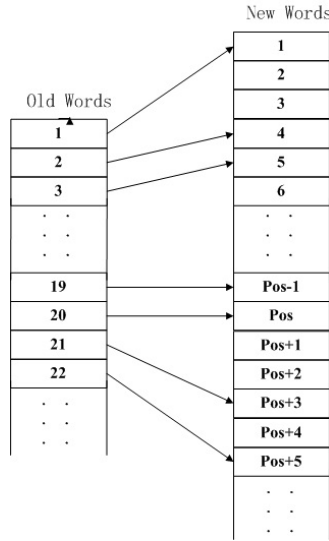 New Words
1
2
3
4
5
6
. .
. .
. .
Pos-1
Pos
Pos+1
Pos+2
Pos+3
Pos+4
Pos+5
. .
. .
. .
Old Words
1
2
3
. .
. .
. .
19
20
21
22
. .
. .
. .